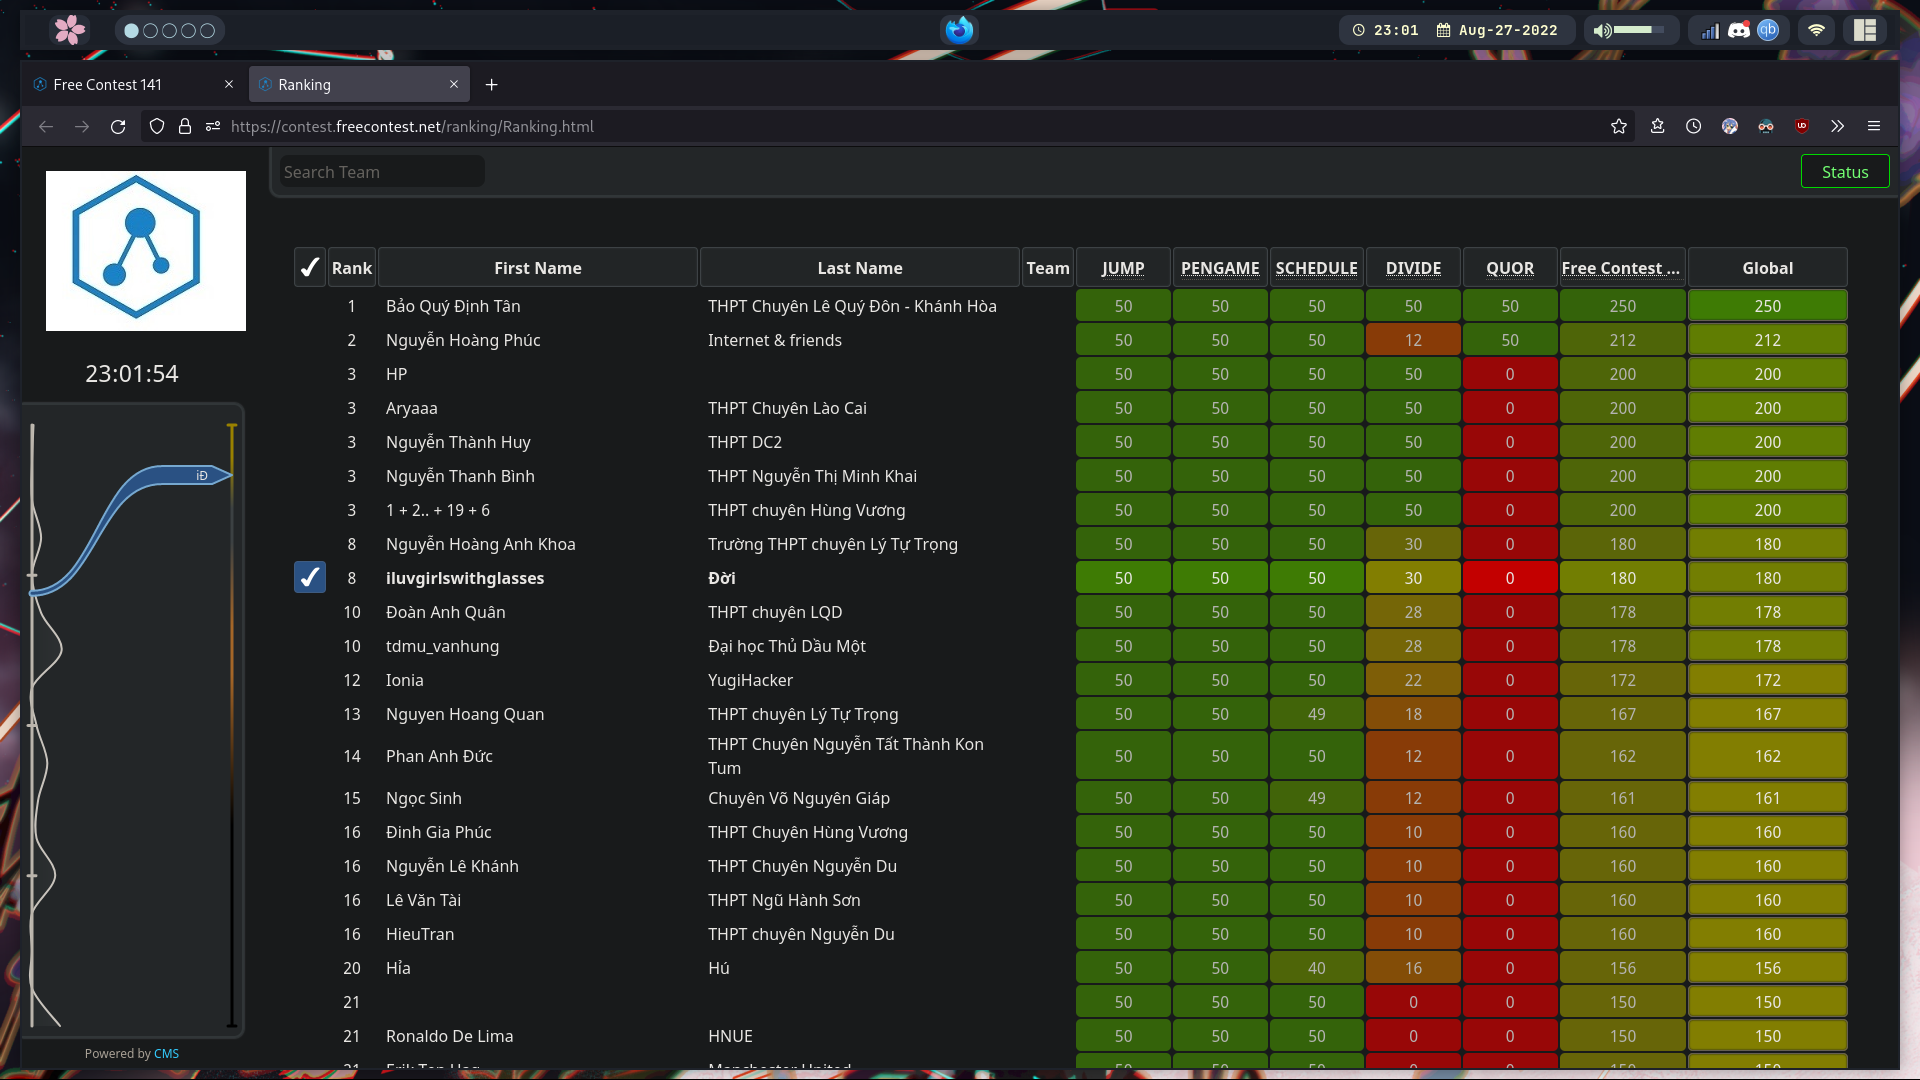 23:01 Aug-27-2022
qb
Free Contest 141
Ranking
https://contest.freecontest.net/ranking/Ranking.html
Search Team
Status
23:01:54
iĐ
Powered by CMS
Rank First Name Last Name Team JUMP PENGAME SCHEDULE DIVIDE QUOR Free Contest ... Global
1 Bảo Quý Định Tân THPT Chuyên Lê Quý Đôn - Khánh Hòa 50 50 50 50 50 250 250
2 Nguyễn Hoàng Phúc Internet & friends 50 50 50 12 50 212 212
3 HP 50 50 50 50 0 200 200
3 Aryaaa THPT Chuyên Lào Cai 50 50 50 50 0 200 200
3 Nguyễn Thành Huy THPT DC2 50 50 50 50 0 200 200
3 Nguyễn Thanh Bình THPT Nguyễn Thị Minh Khai 50 50 50 50 0 200 200
3 1 + 2.. + 19 + 6 THPT chuyên Hùng Vương 50 50 50 50 0 200 200
8 Nguyễn Hoàng Anh Khoa Trường THPT chuyên Lý Tự Trọng 50 50 50 30 0 180 180
8 iluvgirlswithglasses Đời 50 50 50 30 0 180 180
10 Đoàn Anh Quân THPT chuyên LQD 50 50 50 28 0 178 178
10 tdmu_vanhung Đại học Thủ Dầu Một 50 50 50 28 0 178 178
12 Ionia YugiHacker 50 50 50 22 0 172 172
13 Nguyen Hoang Quan THPT chuyên Lý Tự Trọng 50 50 49 18 0 167 167
14 Phan Anh Đức THPT Chuyên Nguyễn Tất Thành Kon Tum 50 50 50 12 0 162 162
15 Ngọc Sinh Chuyên Võ Nguyên Giáp 50 50 49 12 0 161 161
16 Đinh Gia Phúc THPT Chuyên Hùng Vương 50 50 50 10 0 160 160
16 Nguyễn Lê Khánh THPT Chuyên Nguyễn Du 50 50 50 10 0 160 160
16 Lê Văn Tài THPT Ngũ Hành Sơn 50 50 50 10 0 160 160
16 HieuTran THPT chuyên Nguyễn Du 50 50 50 10 0 160 160
20 Hỉa Hú 50 50 40 16 0 156 156
21 50 50 50 0 0 150 150
21 Ronaldo De Lima HNUE 50 50 50 0 0 150 150
21 Erik Ten Hag Manchester United 50 50 50 0 0 150 150